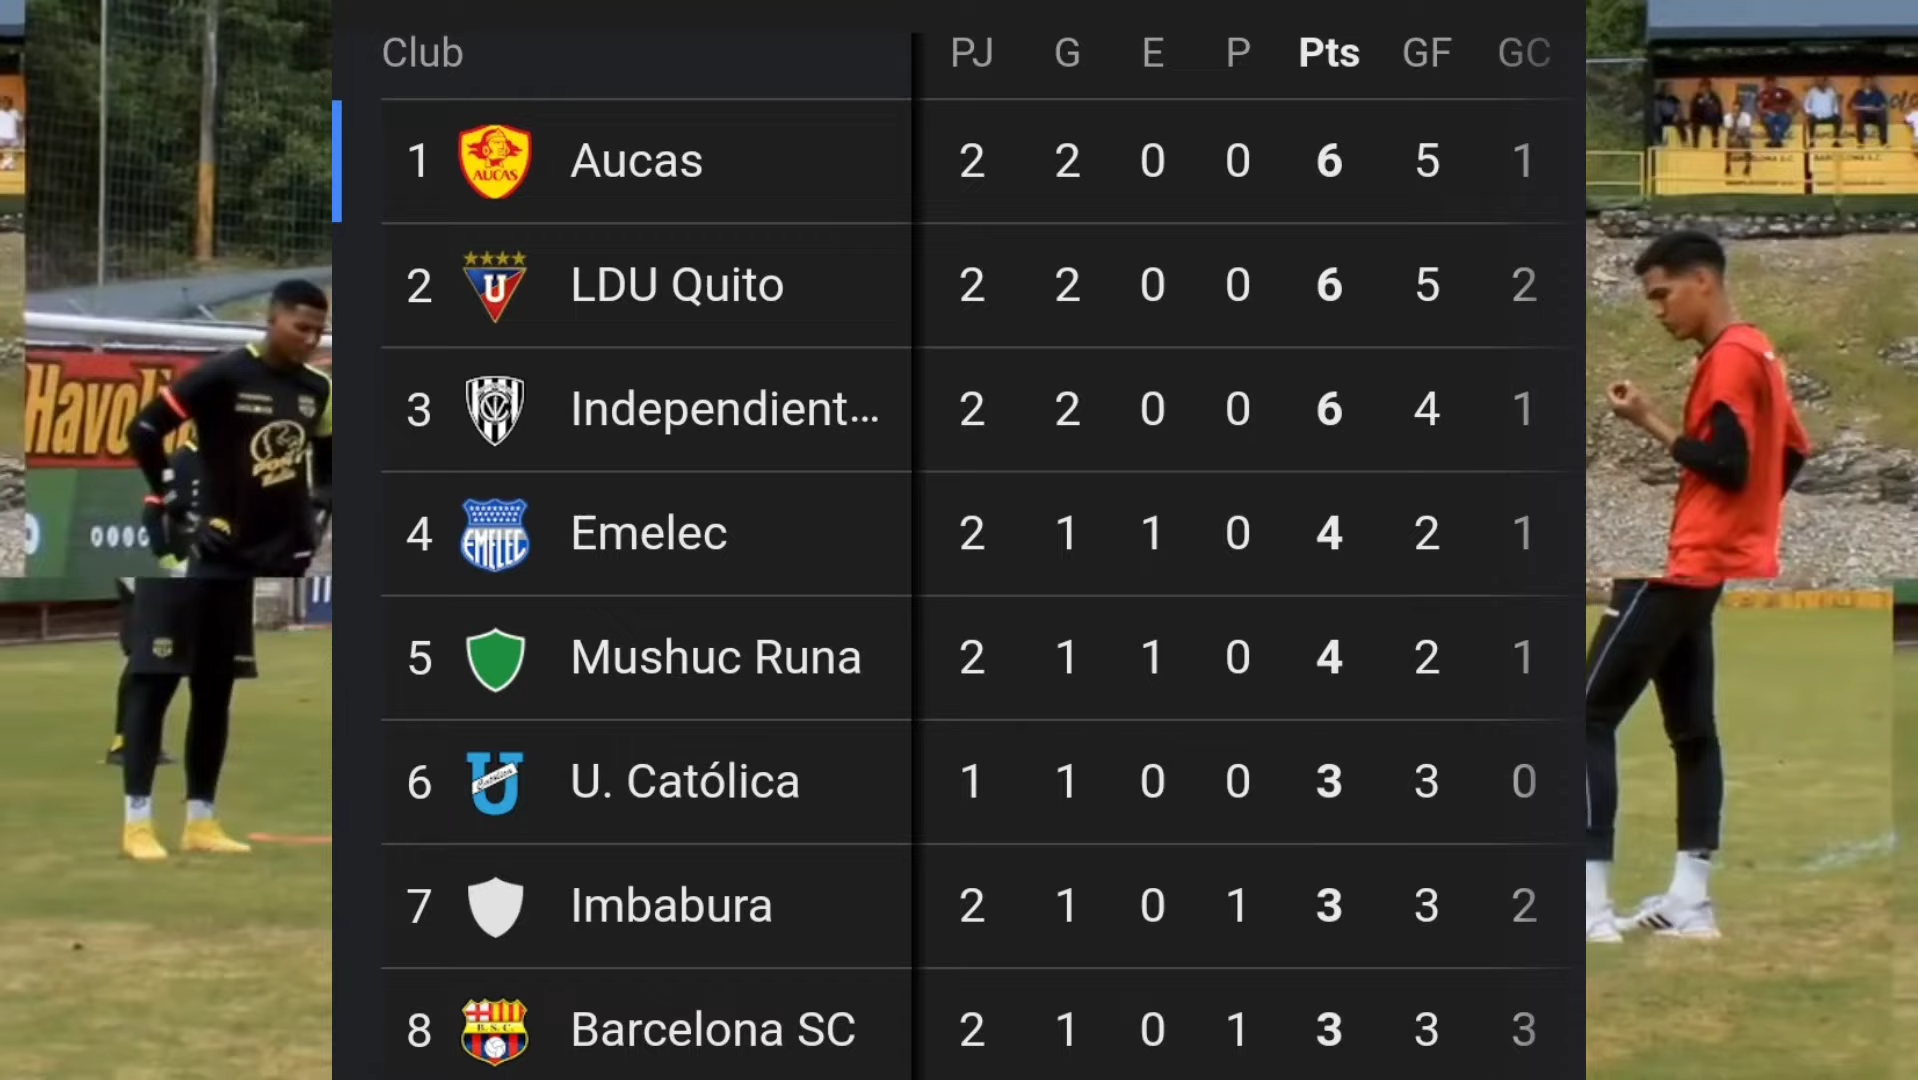 Club PJ G E P Pts GF GC
1 AUCAS Aucas 2 2 0 0 6 5 1
2 U LDU Quito 2 2 0 0 6 5 2
3 Independient... 2 2 0 0 6 4 1
4 EMELEC Emelec 2 1 1 0 4 2 1
5 Mushuc Runa 2 1 1 0 4 2 1
6 U U. Católica 1 1 0 0 3 3 0
7 Imbabura 2 1 0 1 3 3 2
8 B.S.C. Barcelona SC 2 1 0 1 3 3 3
Havol